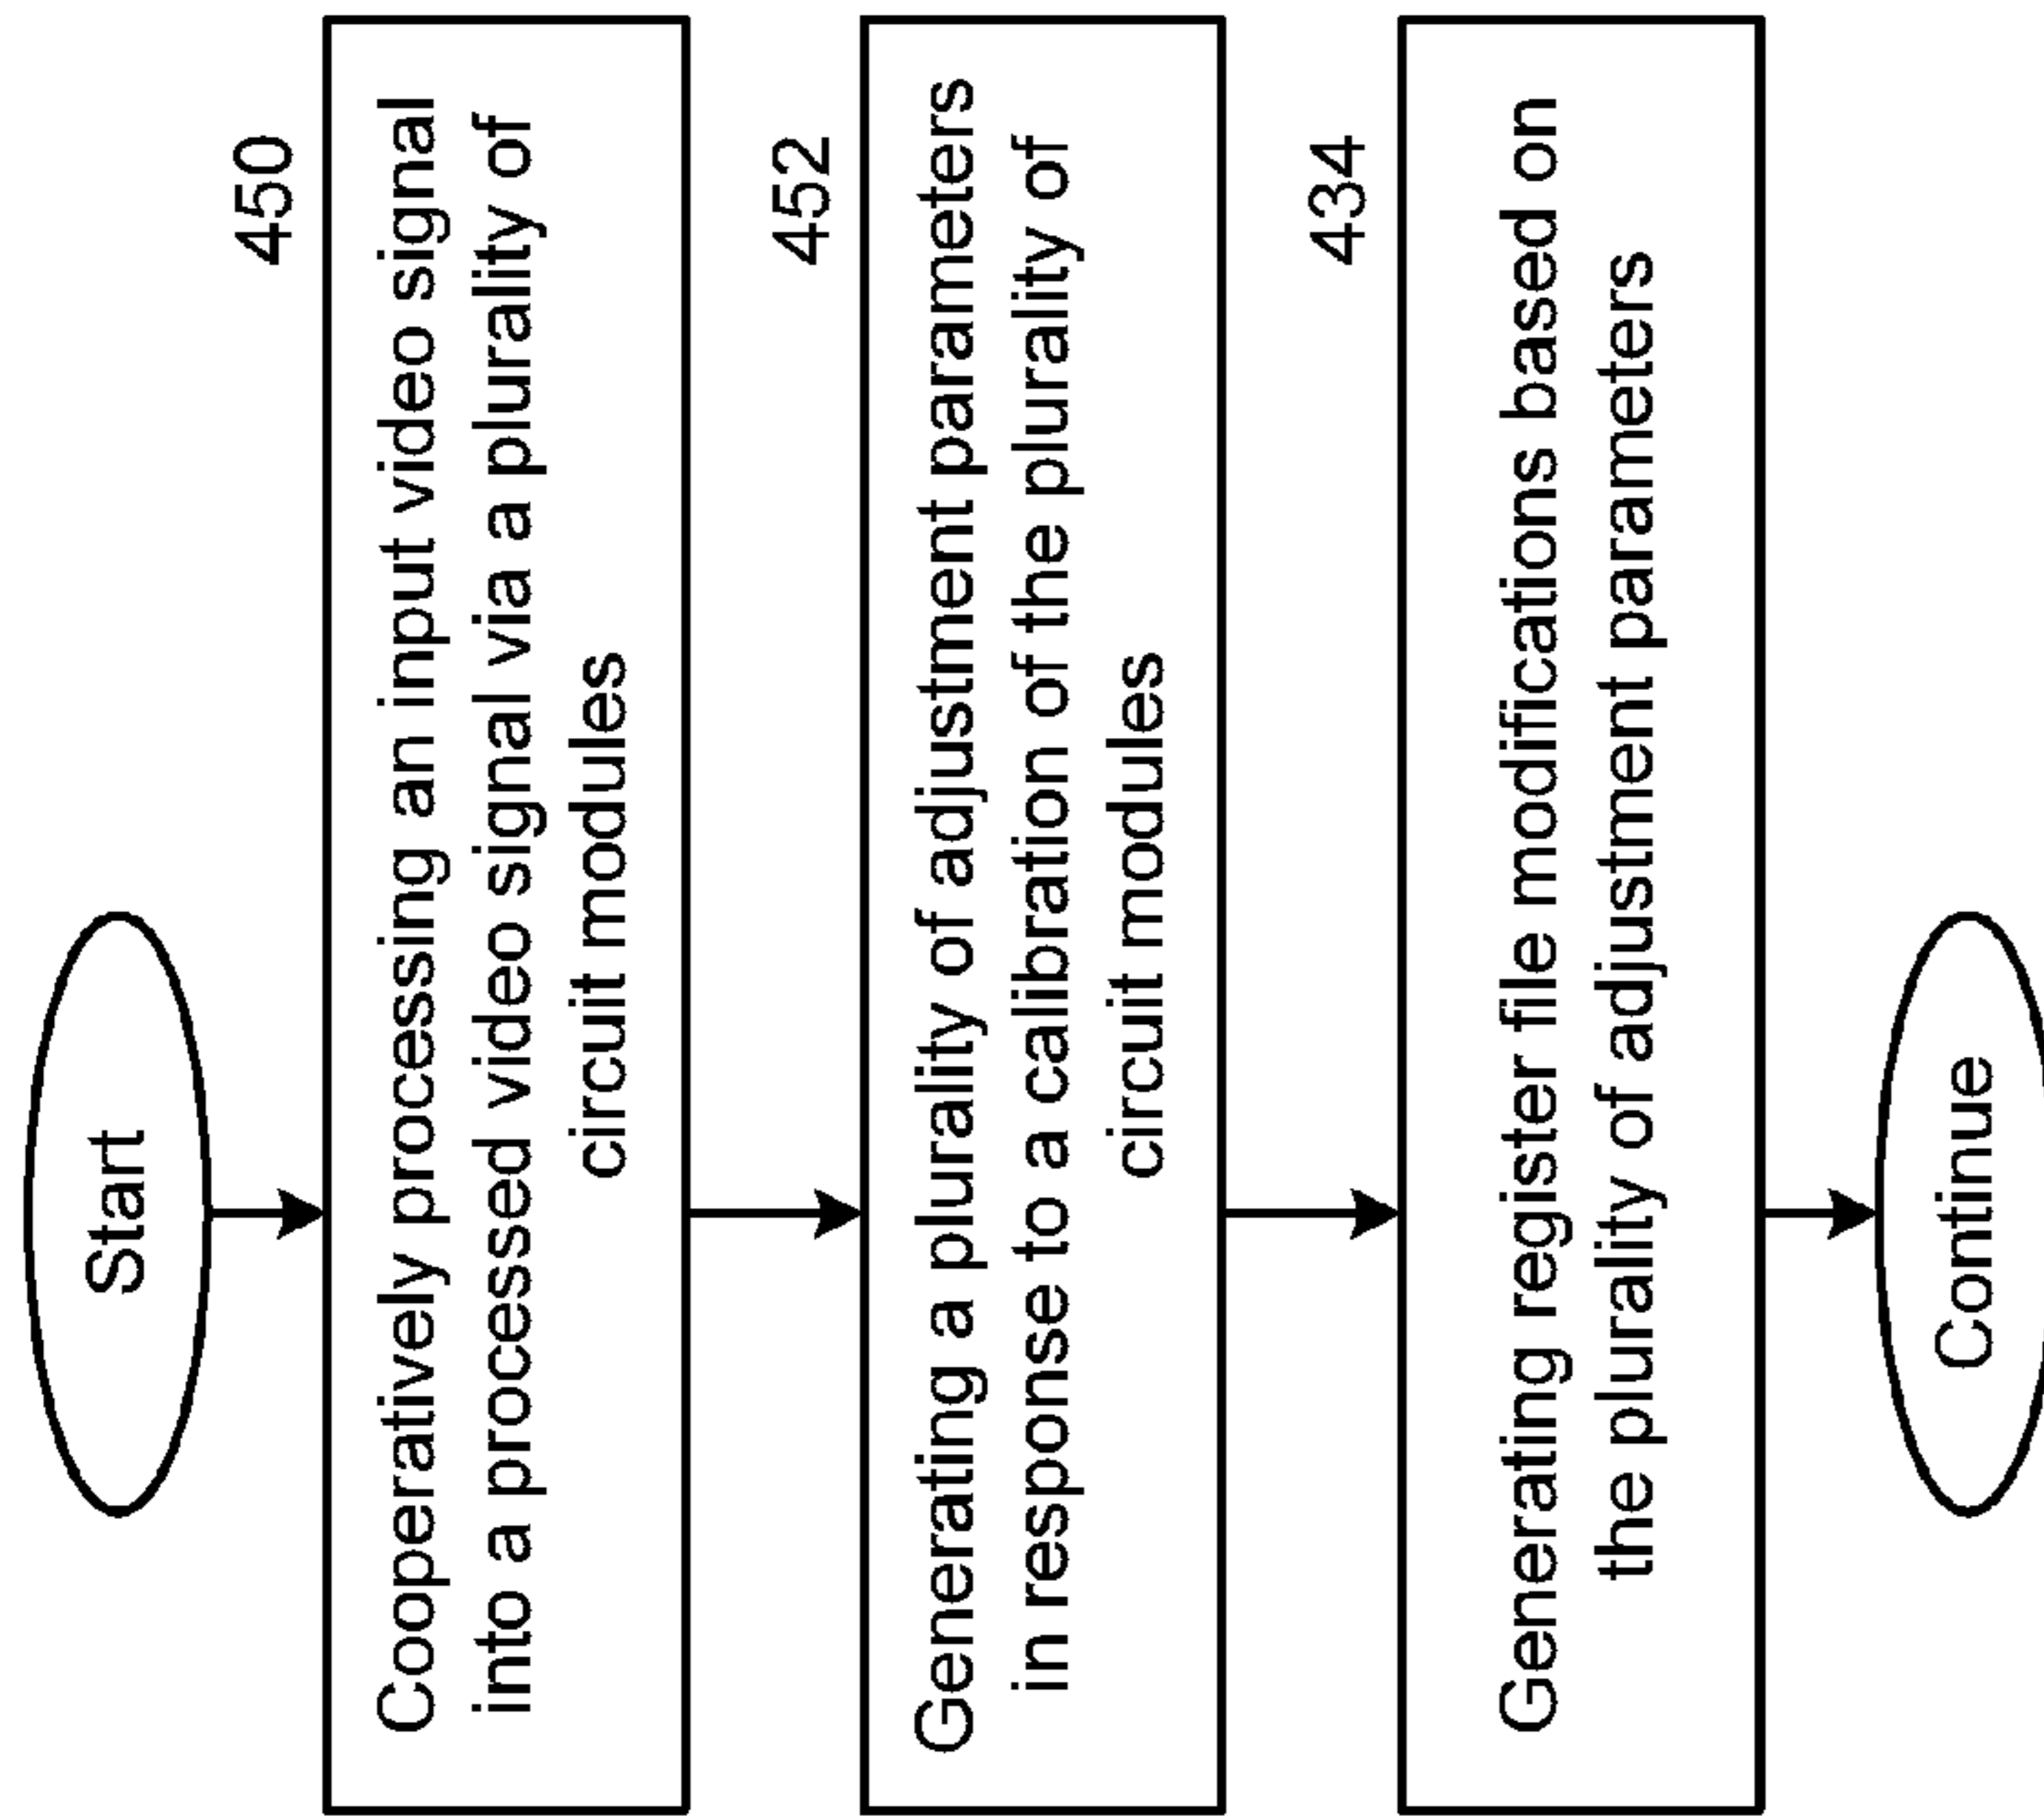 Start
450
Cooperatively processing an input video signal
into a processed video signal via a plurality of
circuit modules
452
Generating a plurality of adjustment parameters
in response to a calibration of the plurality of
circuit modules
434
Generating register file modifications based on
the plurality of adjustment parameters
Continue